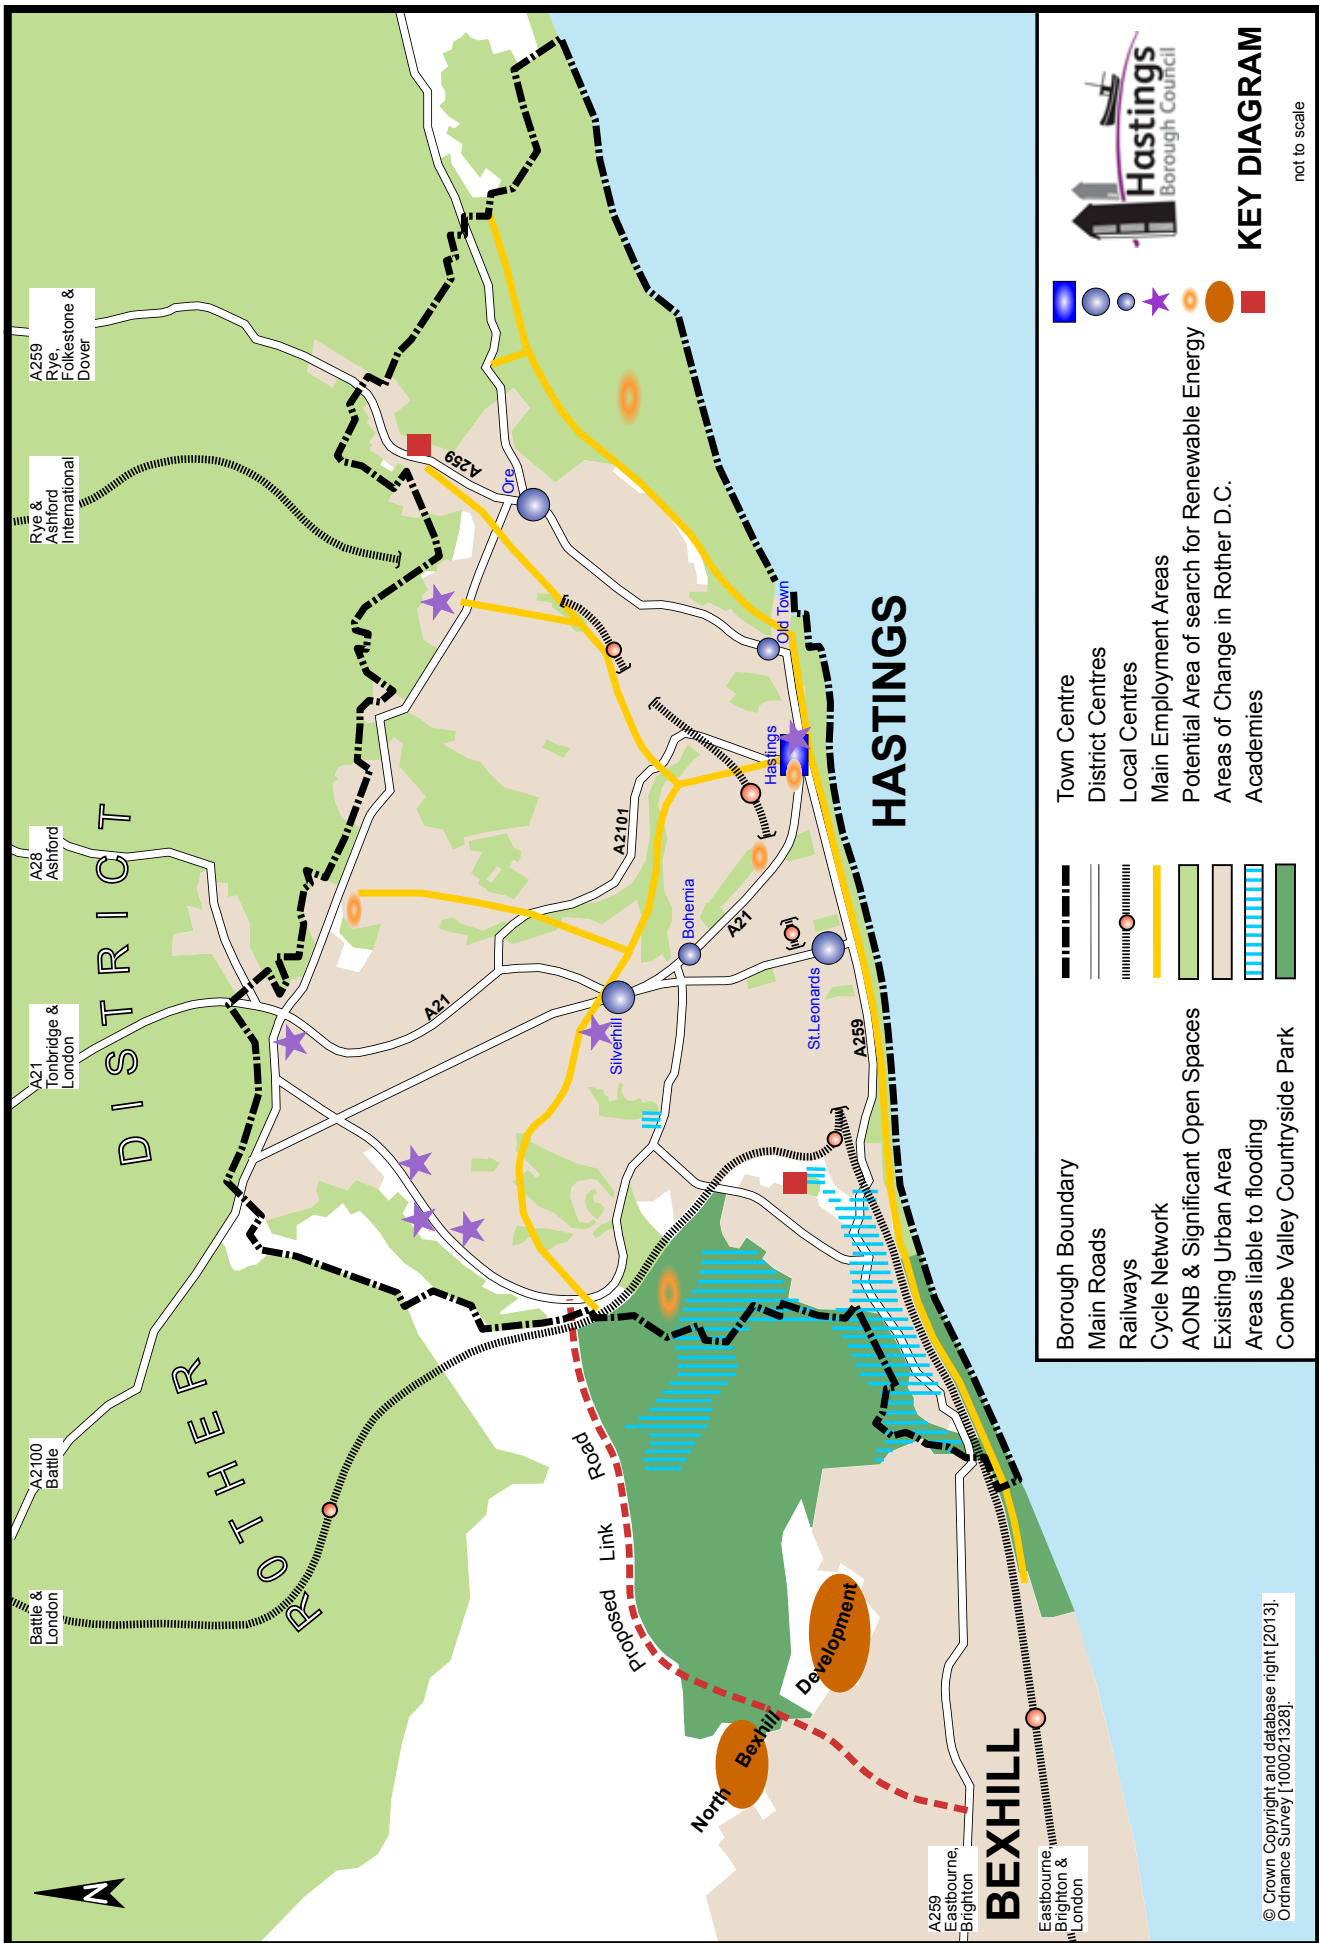 Battle &
London
A2100
Battle
A21
Tonbridge &
London
A28
Ashford
Rye &
Ashford
International
A259
Rye,
Folkestone &
Dover
ROTHER
DISTRICT
N
A259
Ore
A2101
A21
Silverhill
Bohemia
A21
Hastings
Old Town
St.Leonards
A259
HASTINGS
Proposed Link Road
North Bexhill Development
A259
Eastbourne,
Brighton
BEXHILL
Eastbourne,
Brighton &
London
© Crown Copyright and database right [2013].
Ordnance Survey [100021328].
Borough Boundary
Main Roads
Railways
Cycle Network
AONB & Significant Open Spaces
Existing Urban Area
Areas liable to flooding
Combe Valley Countryside Park
Town Centre
District Centres
Local Centres
Main Employment Areas
Potential Area of search for Renewable Energy
Areas of Change in Rother D.C.
Academies
Hastings
Borough Council
KEY DIAGRAM
not to scale